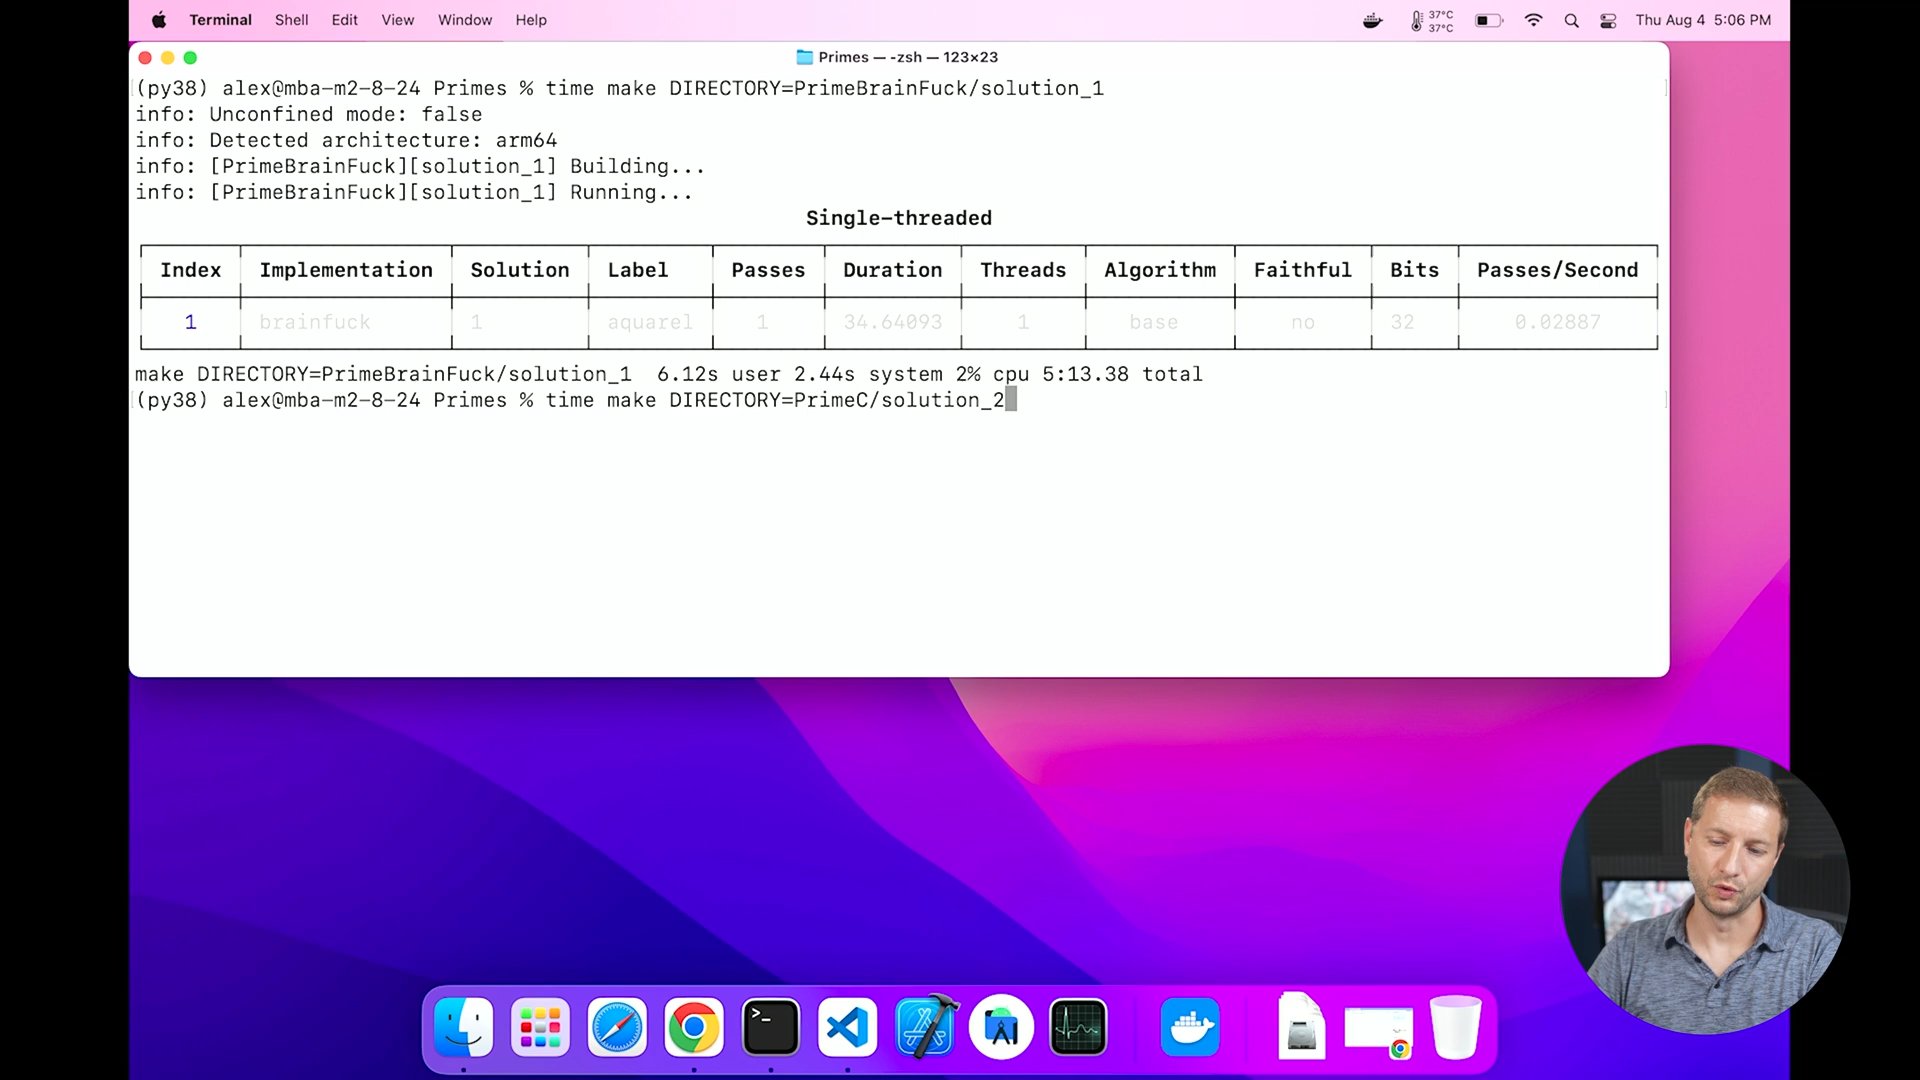 Terminal Shell Edit View Window Help 37°C 37°C Thu Aug 4 5:06 PM
Primes — -zsh — 123×23
(py38) alex@mba-m2-8-24 Primes % time make DIRECTORY=PrimeBrainFuck/solution_1
info: Unconfined mode: false
info: Detected architecture: arm64
info: [PrimeBrainFuck][solution_1] Building...
info: [PrimeBrainFuck][solution_1] Running...
Single-threaded
Index Implementation Solution Label Passes Duration Threads Algorithm Faithful Bits Passes/Second
1 brainfuck 1 aquarel 1 34.64093 1 base no 32 0.02887
make DIRECTORY=PrimeBrainFuck/solution_1  6.12s user 2.44s system 2% cpu 5:13.38 total
(py38) alex@mba-m2-8-24 Primes % time make DIRECTORY=PrimeC/solution_2